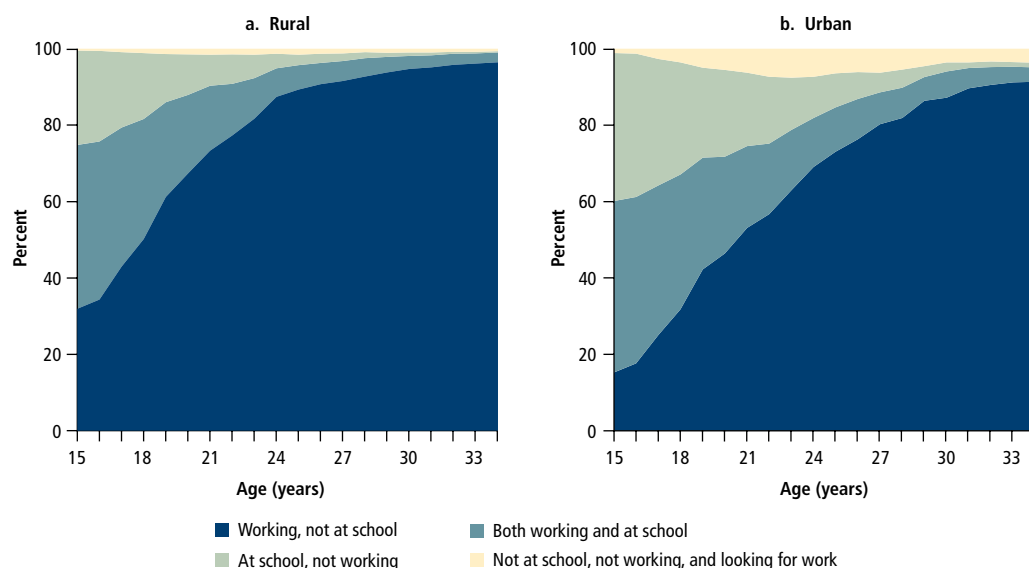 a. Rural
b. Urban
Percent
100
80
60
40
20
0
15 18 21 24 27 30 33
Age (years)
Percent
100
80
60
40
20
0
15 18 21 24 27 30 33
Age (years)
Working, not at school
Both working and at school
At school, not working
Not at school, not working, and looking for work